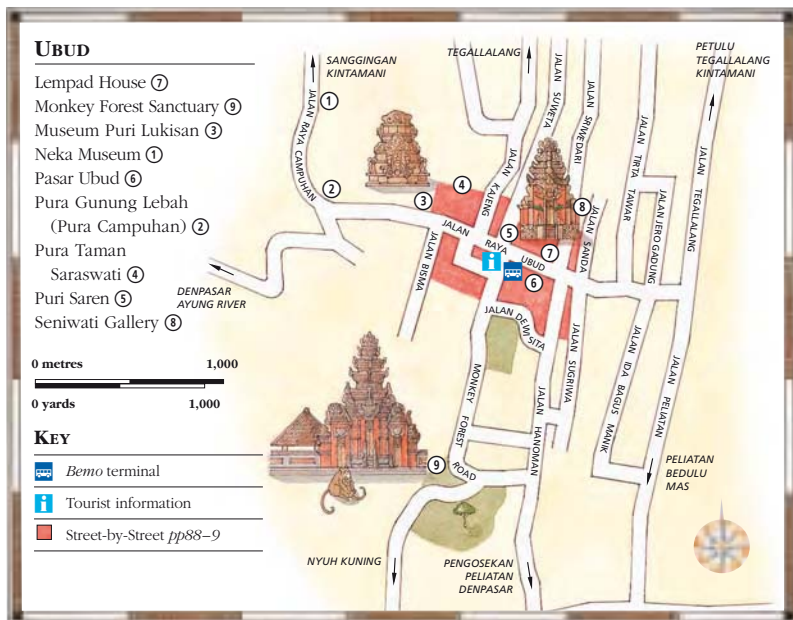 UBUD
Lempad House ⑦
Monkey Forest Sanctuary ⑨
Museum Puri Lukisan ③
Neka Museum ①
Pasar Ubud ⑥
Pura Gunung Lebah
(Pura Campuhan) ②
Pura Taman
Saraswati ④
Puri Saren ⑤
Seniwati Gallery ⑧
0 metres 1,000
0 yards 1,000
KEY
Bemo terminal
i Tourist information
Street-by-Street pp88–9
SANGGINGAN
KINTAMANI
TEGALLALANG
PETULU
TEGALLALANG
KINTAMANI
JALAN RAYA CAMPUHAN
①
②
③
④
⑤
⑥
⑦
⑧
⑨
JALAN KAJENG
JALAN SUWETA
JALAN SRIWEDARI
JALAN SANDA
JALAN TIRTA TAWAR
JALAN JERO GADUNG
JALAN TEGALLALANG
JALAN RAYA UBUD
i
JALAN BISMA
DENPASAR
AYUNG RIVER
JALAN DEWI SITA
MONKEY FOREST ROAD
JALAN HANOMAN
JALAN SUGRIWA
JALAN IDA BAGUS MANIK
JALAN PELIATAN
PELIATAN
BEDULU
MAS
NYUH KUNING
PENGOSEKAN
PELIATAN
DENPASAR